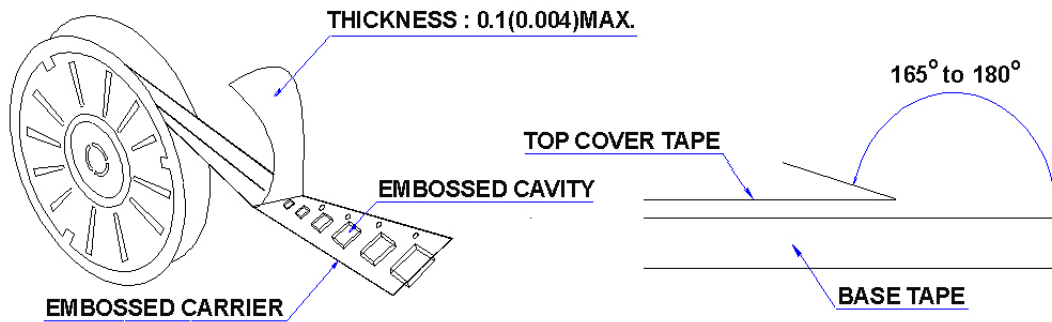 THICKNESS : 0.1(0.004)MAX.
165° to 180°
TOP COVER TAPE
EMBOSSED CAVITY
EMBOSSED CARRIER
BASE TAPE